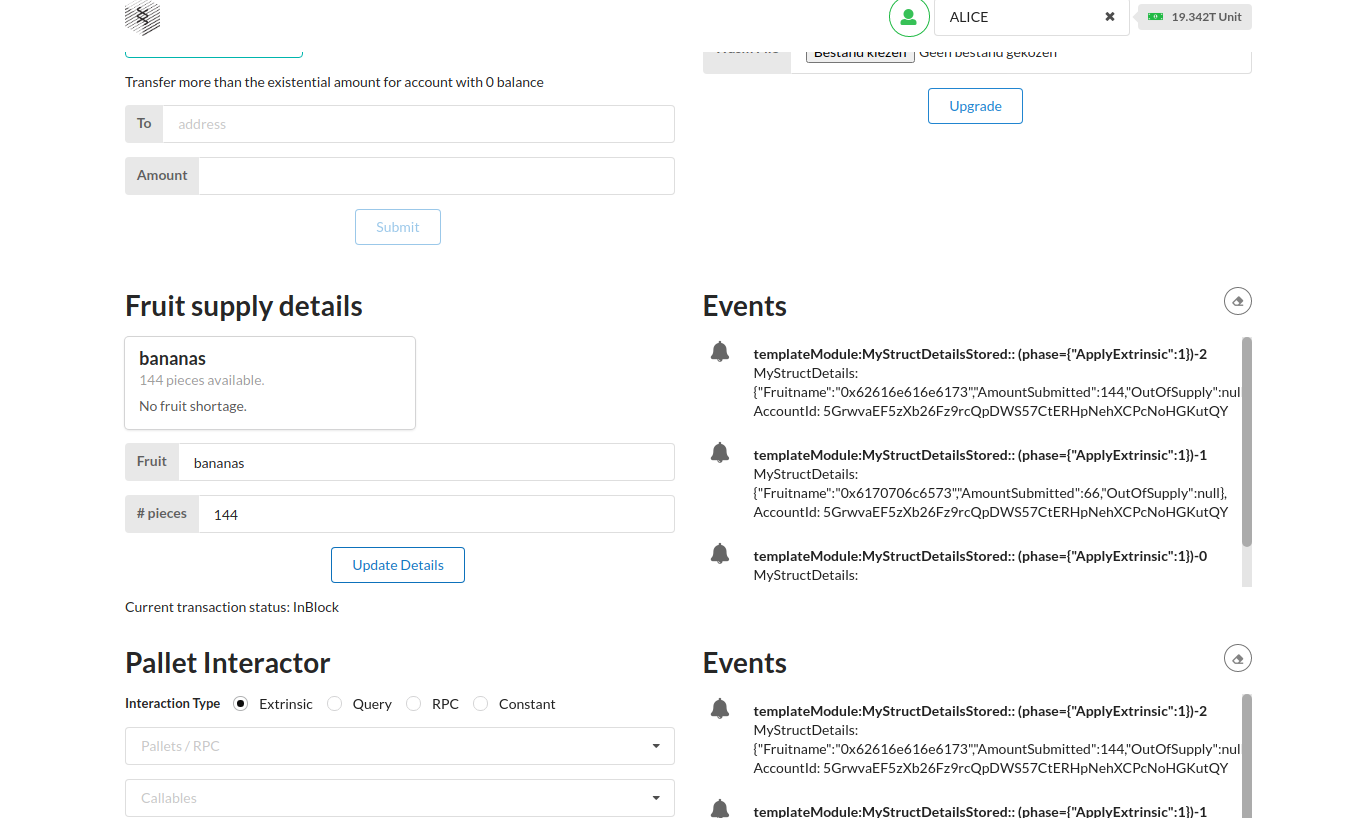 ALICE
19.342T Unit
Transfer more than the existential amount for account with 0 balance
To address
Amount
Submit
Hash File Bestand kiezen Geen bestand gekozen
Upgrade
Fruit supply details
bananas
144 pieces available.
No fruit shortage.
Fruit bananas
# pieces 144
Update Details
Current transaction status: InBlock
Events
templateModule:MyStructDetailsStored:: (phase={"ApplyExtrinsic":1})-2
MyStructDetails:
{"Fruitname":"0x62616e616e6173","AmountSubmitted":144,"OutOfSupply":nul
AccountId: 5GrwvaEF5zXb26Fz9rcQpDWS57CtERHpNehXCPcNoHGKutQY
templateModule:MyStructDetailsStored:: (phase={"ApplyExtrinsic":1})-1
MyStructDetails:
{"Fruitname":"0x6170706c6573","AmountSubmitted":66,"OutOfSupply":null},
AccountId: 5GrwvaEF5zXb26Fz9rcQpDWS57CtERHpNehXCPcNoHGKutQY
templateModule:MyStructDetailsStored:: (phase={"ApplyExtrinsic":1})-0
MyStructDetails:
Pallet Interactor
Interaction Type Extrinsic Query RPC Constant
Pallets / RPC
Callables
Events
templateModule:MyStructDetailsStored:: (phase={"ApplyExtrinsic":1})-2
MyStructDetails:
{"Fruitname":"0x62616e616e6173","AmountSubmitted":144,"OutOfSupply":nul
AccountId: 5GrwvaEF5zXb26Fz9rcQpDWS57CtERHpNehXCPcNoHGKutQY
templateModule:MyStructDetailsStored:: (phase={"ApplyExtrinsic":1})-1